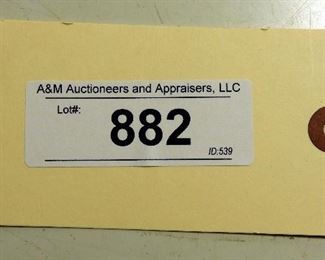 A&M Auctioneers and Appraisers, LLC
Lot#:
882
ID:539